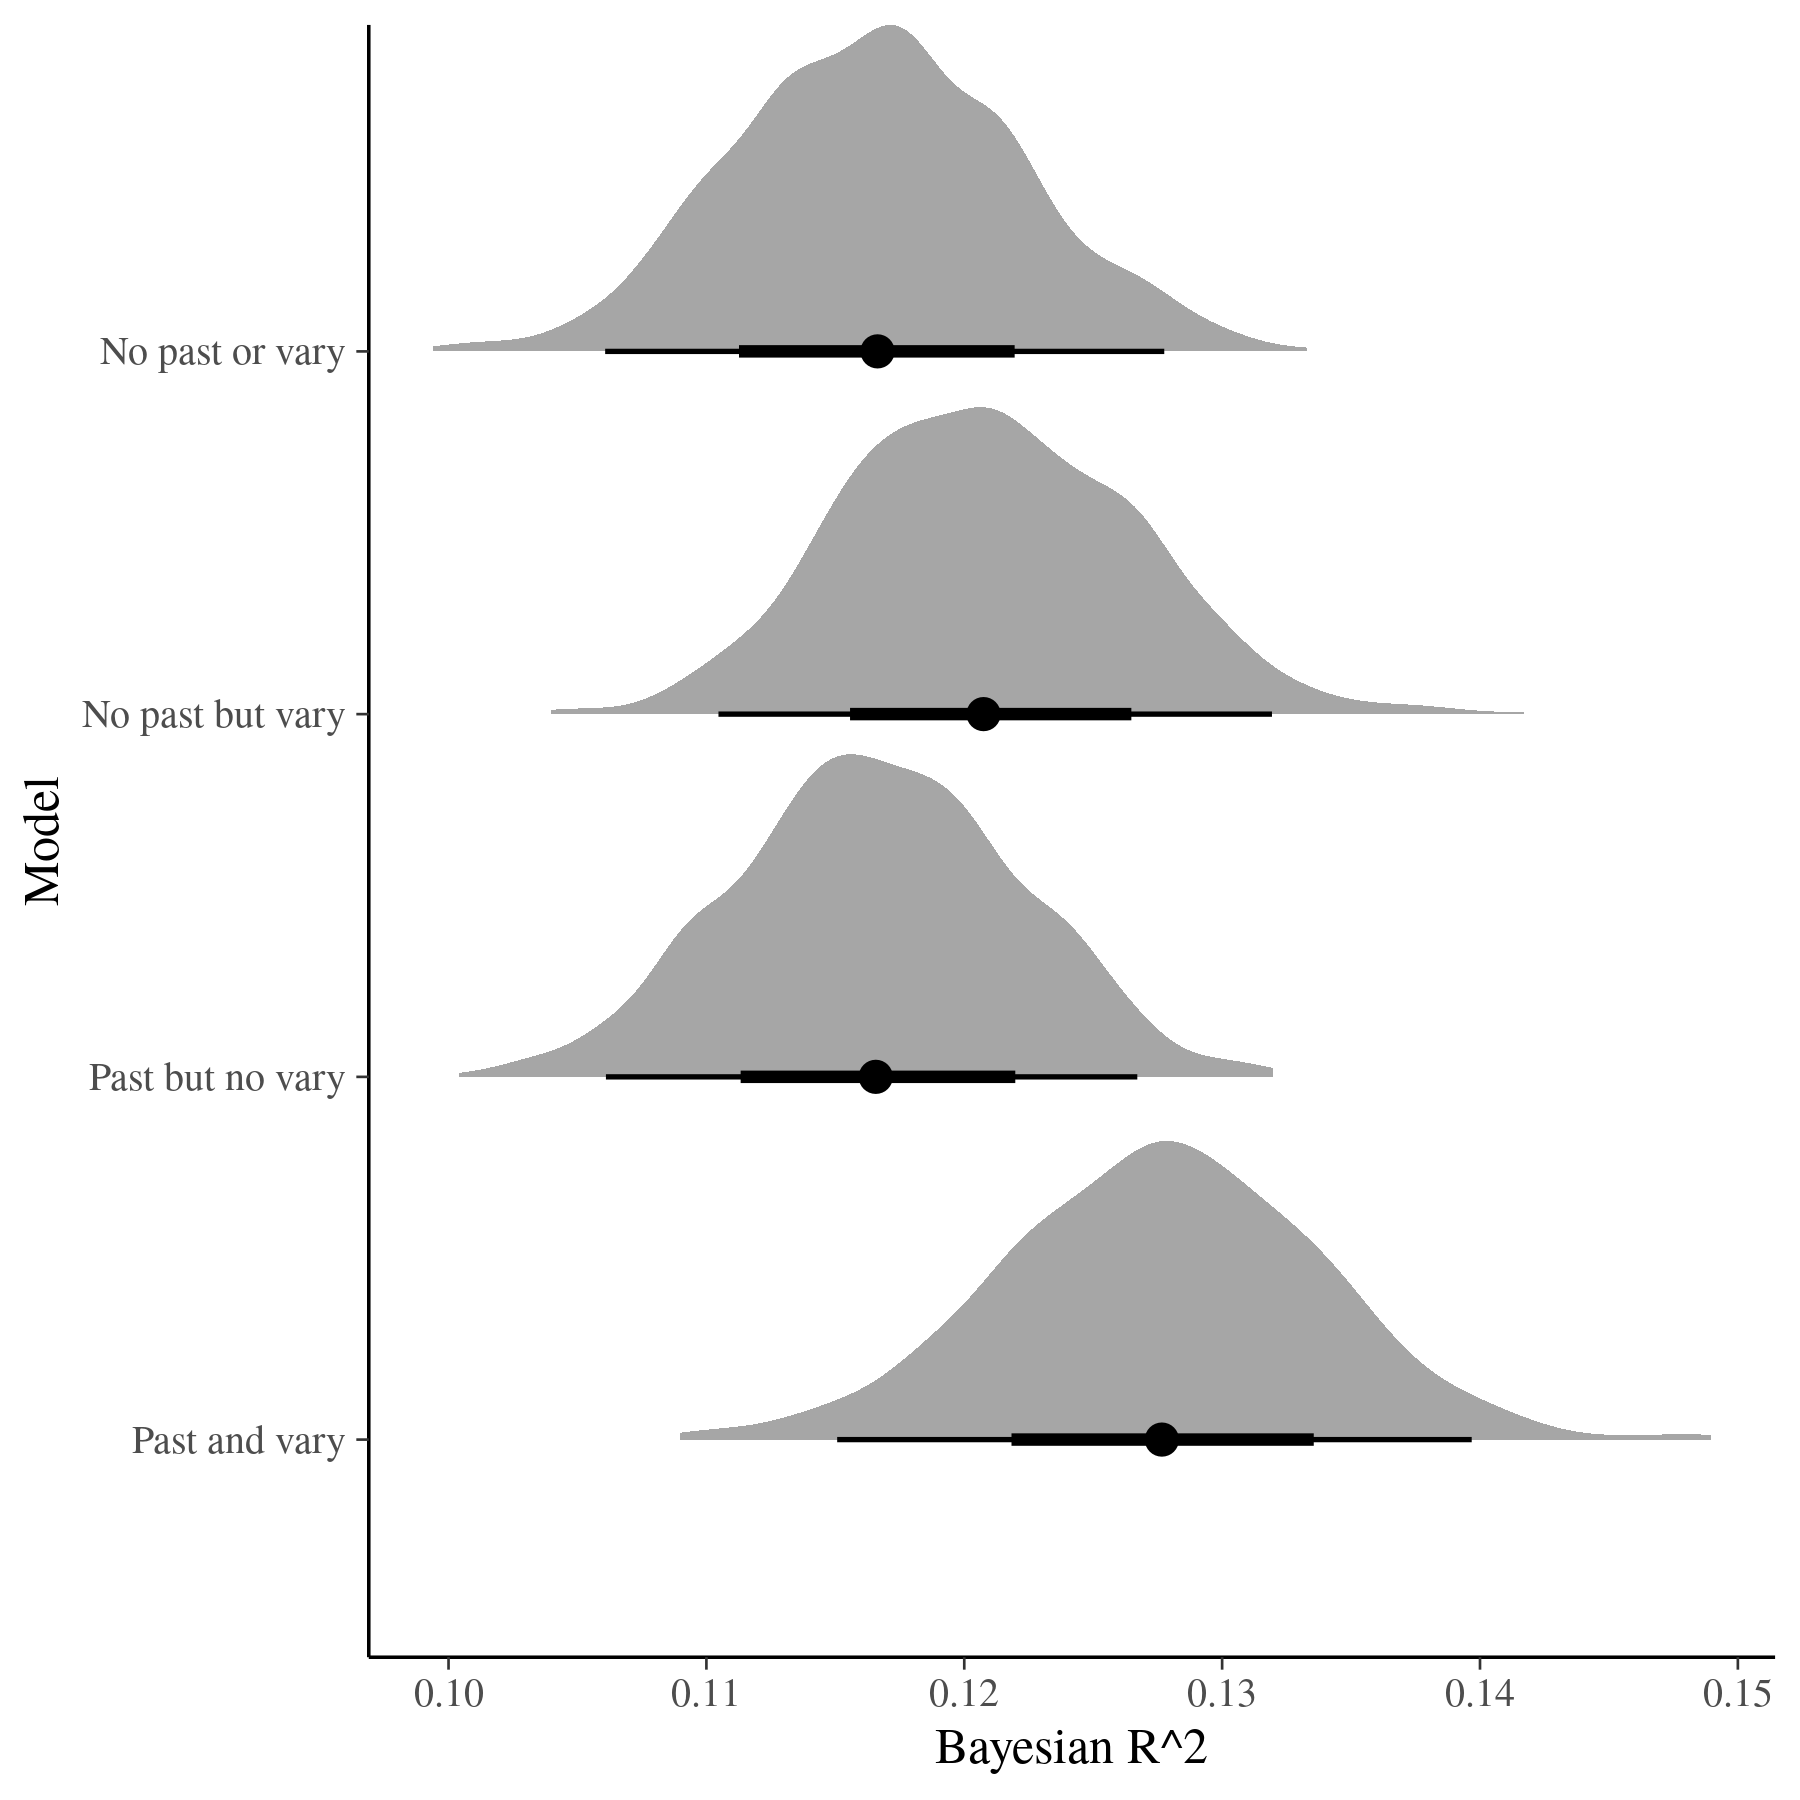 No past or vary
No past but vary
Past but no vary
Past and vary
Model
0.10 0.11 0.12 0.13 0.14 0.15
Bayesian R^2